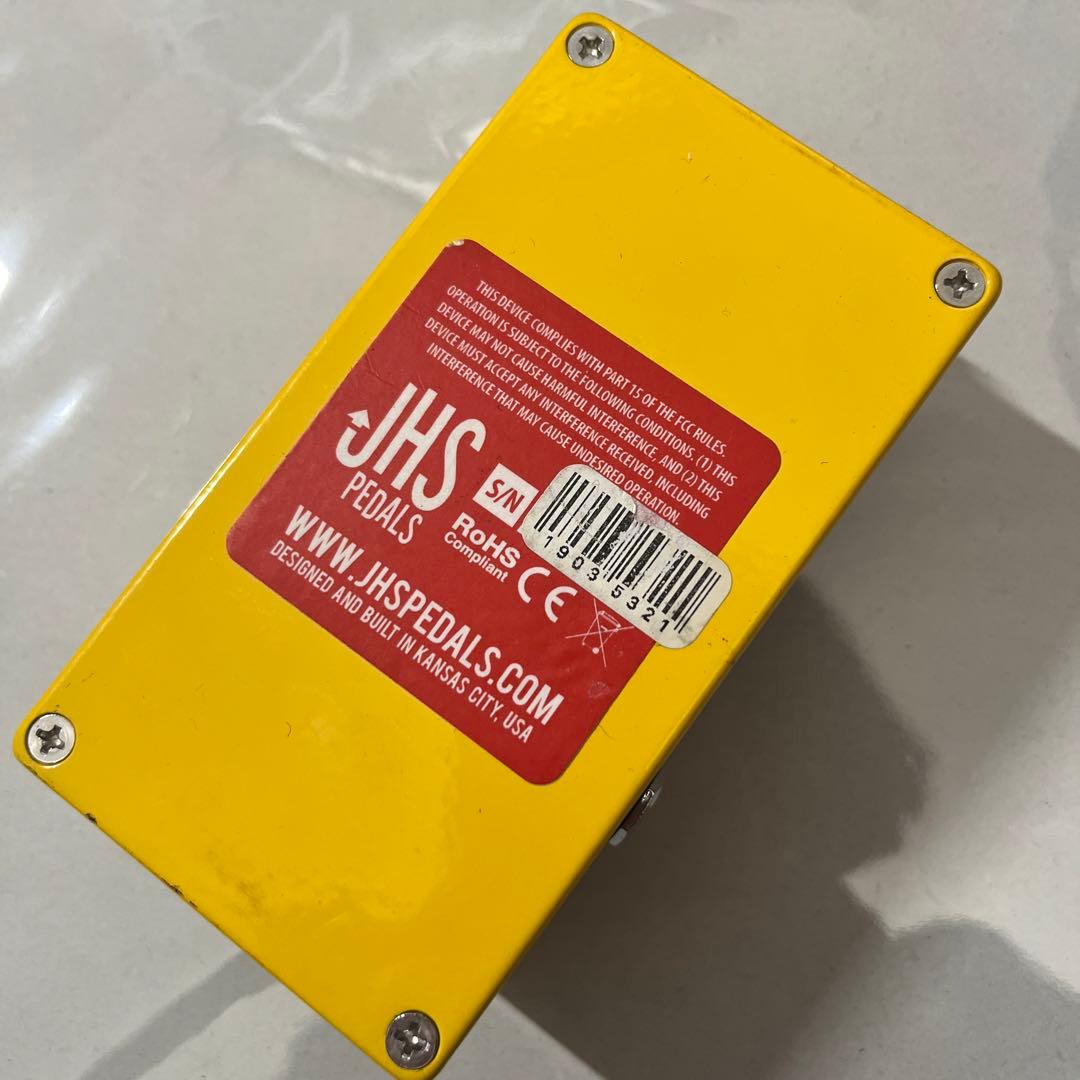 THIS DEVICE COMPLIES WITH PART 15 OF THE FCC RULES.
OPERATION IS SUBJECT TO THE FOLLOWING CONDITIONS, (1) THIS
DEVICE MAY NOT CAUSE HARMFUL INTERFERENCE, AND (2) THIS
DEVICE MUST ACCEPT ANY INTERFERENCE RECEIVED, INCLUDING
INTERFERENCE THAT MAY CAUSE UNDESIRED OPERATION.
JHS
PEDALS
S/N
19035321
RoHS
Compliant
CE
WWW.JHSPEDALS.COM
DESIGNED AND BUILT IN KANSAS CITY, USA